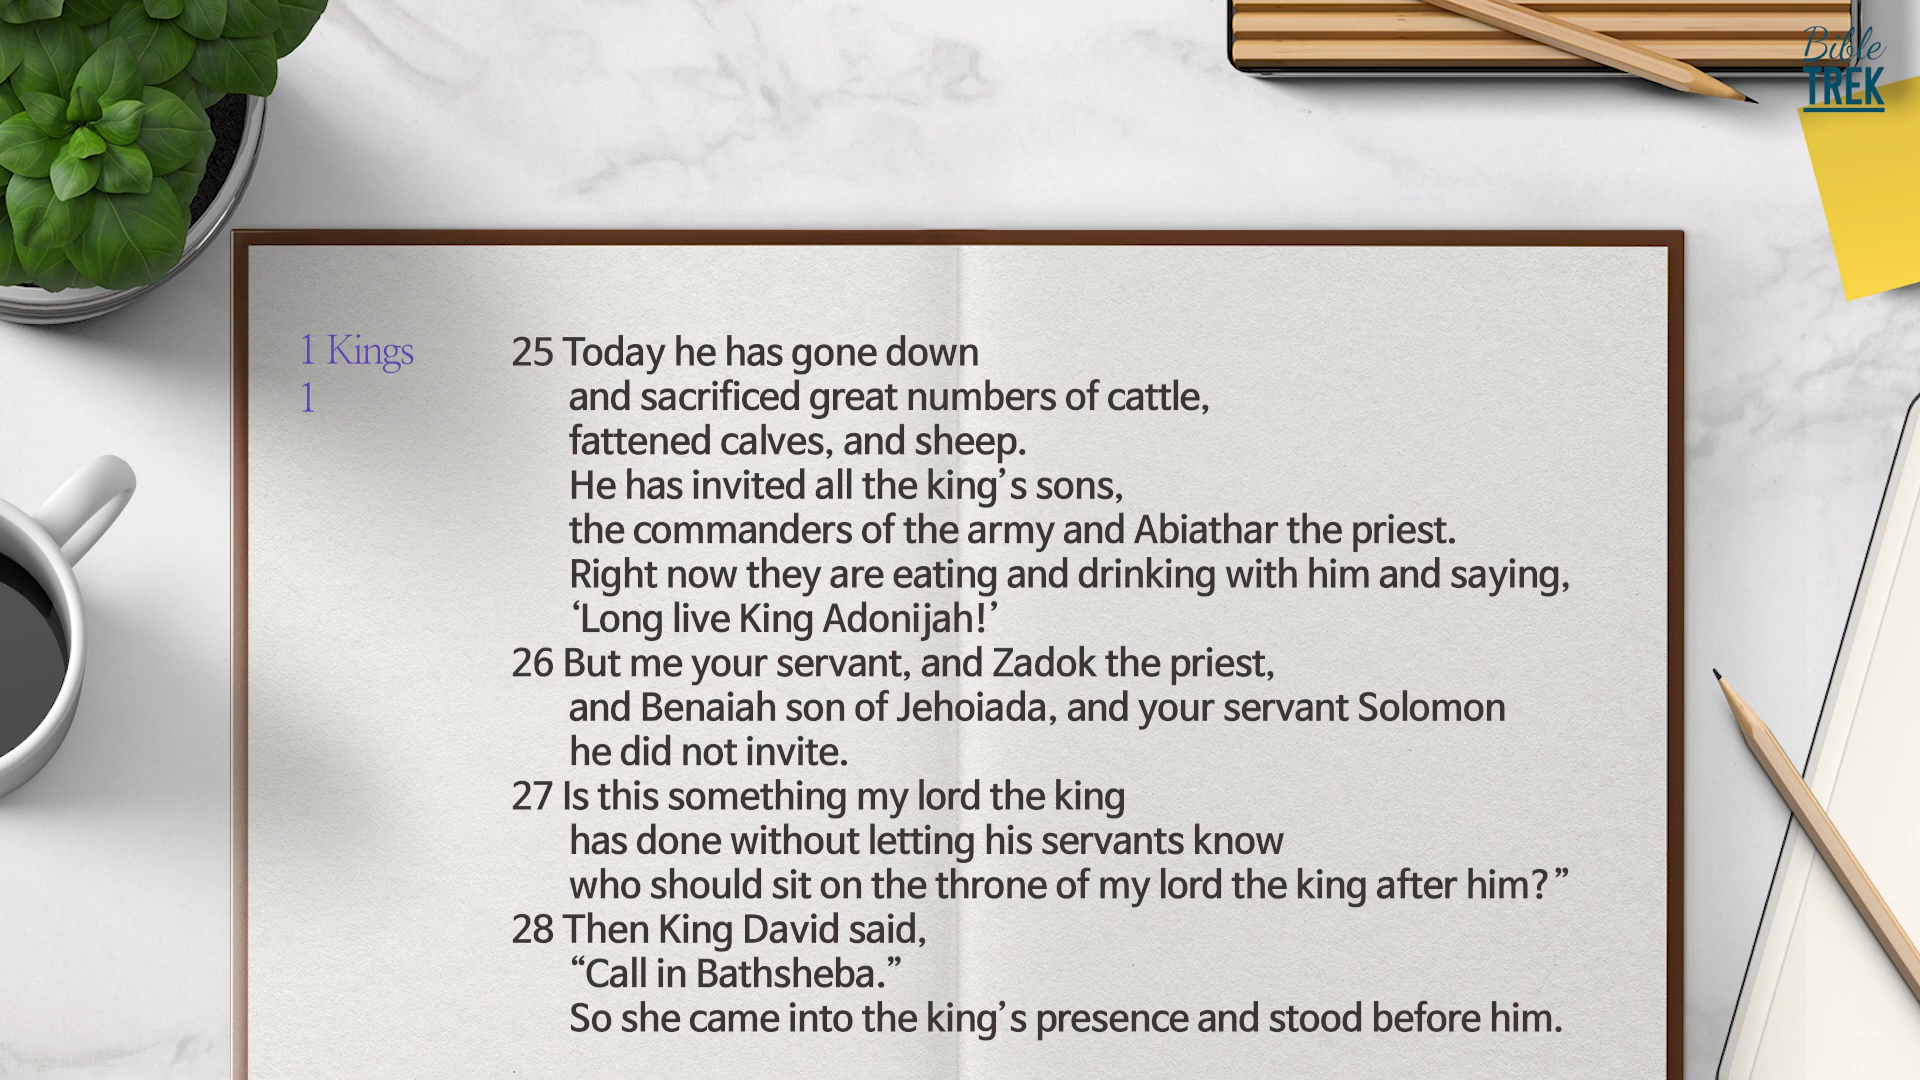 Bible
TREK
1 Kings
1
25 Today he has gone down
and sacrificed great numbers of cattle,
fattened calves, and sheep.
He has invited all the king’s sons,
the commanders of the army and Abiathar the priest.
Right now they are eating and drinking with him and saying,
‘Long live King Adonijah!’
26 But me your servant, and Zadok the priest,
and Benaiah son of Jehoiada, and your servant Solomon
he did not invite.
27 Is this something my lord the king
has done without letting his servants know
who should sit on the throne of my lord the king after him?”
28 Then King David said,
“Call in Bathsheba.”
So she came into the king’s presence and stood before him.